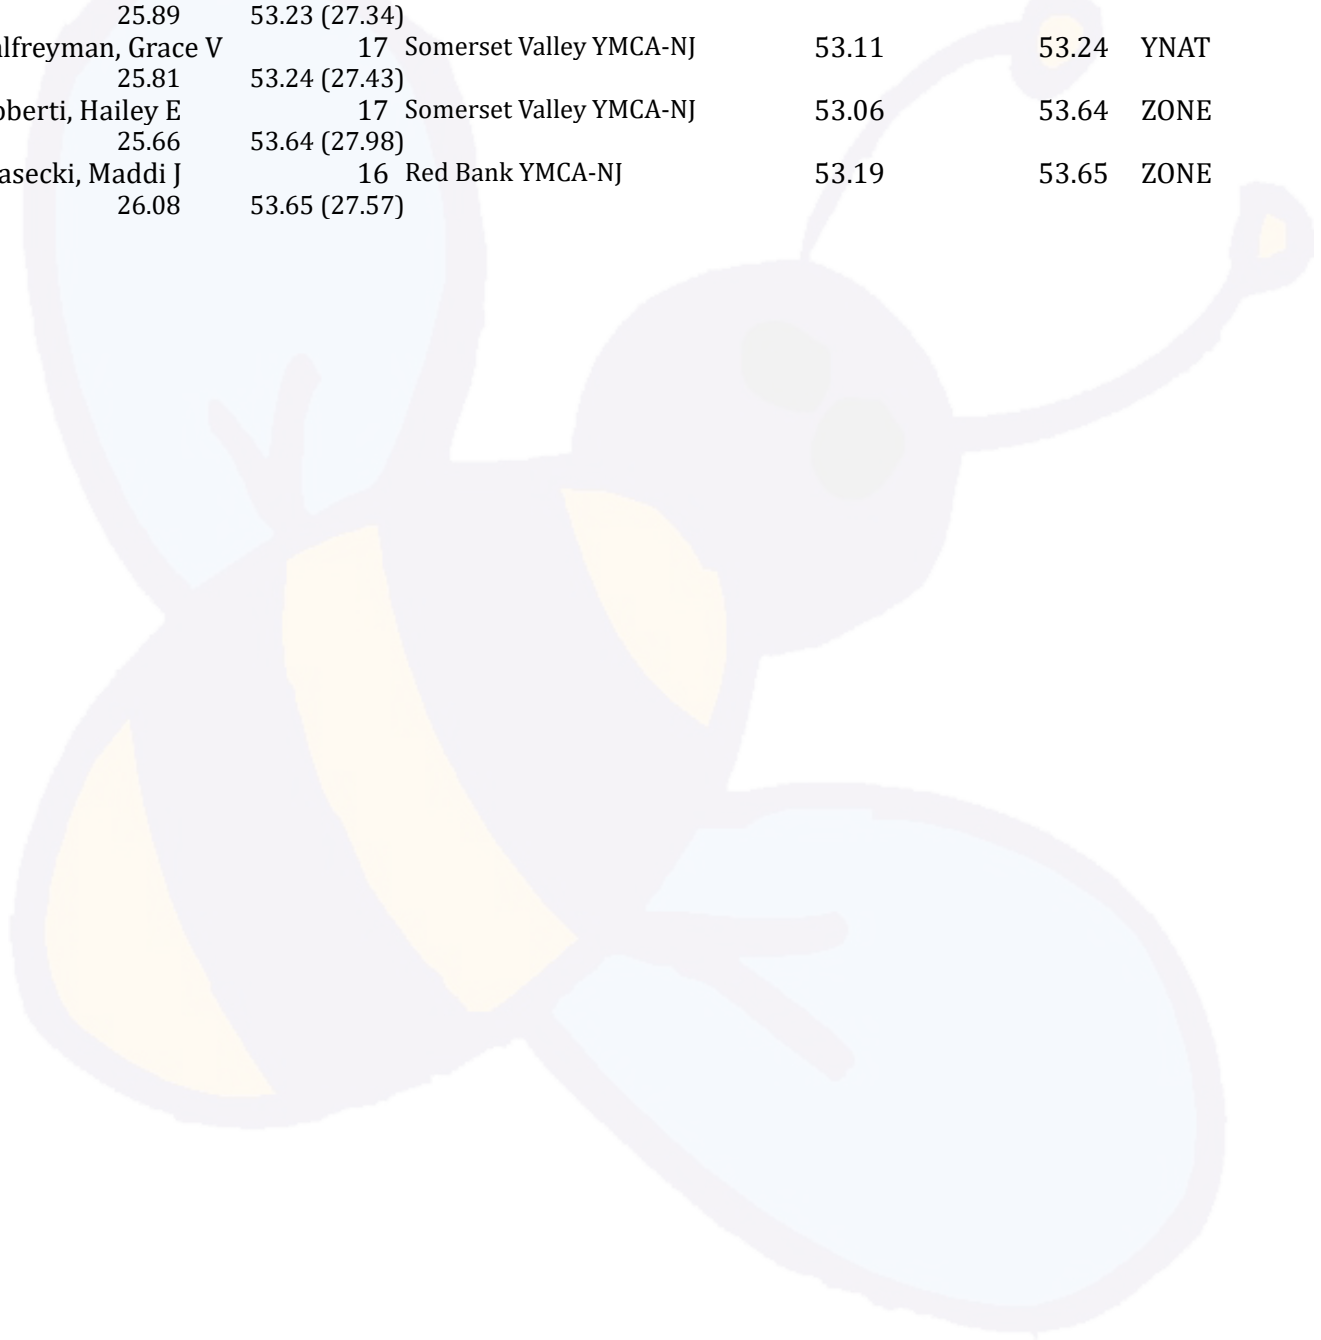 25.89 53.23 (27.34)
alfreyman, Grace V 17 Somerset Valley YMCA-NJ 53.11 53.24 YNAT
25.81 53.24 (27.43)
oberti, Hailey E 17 Somerset Valley YMCA-NJ 53.06 53.64 ZONE
25.66 53.64 (27.98)
asecki, Maddi J 16 Red Bank YMCA-NJ 53.19 53.65 ZONE
26.08 53.65 (27.57)